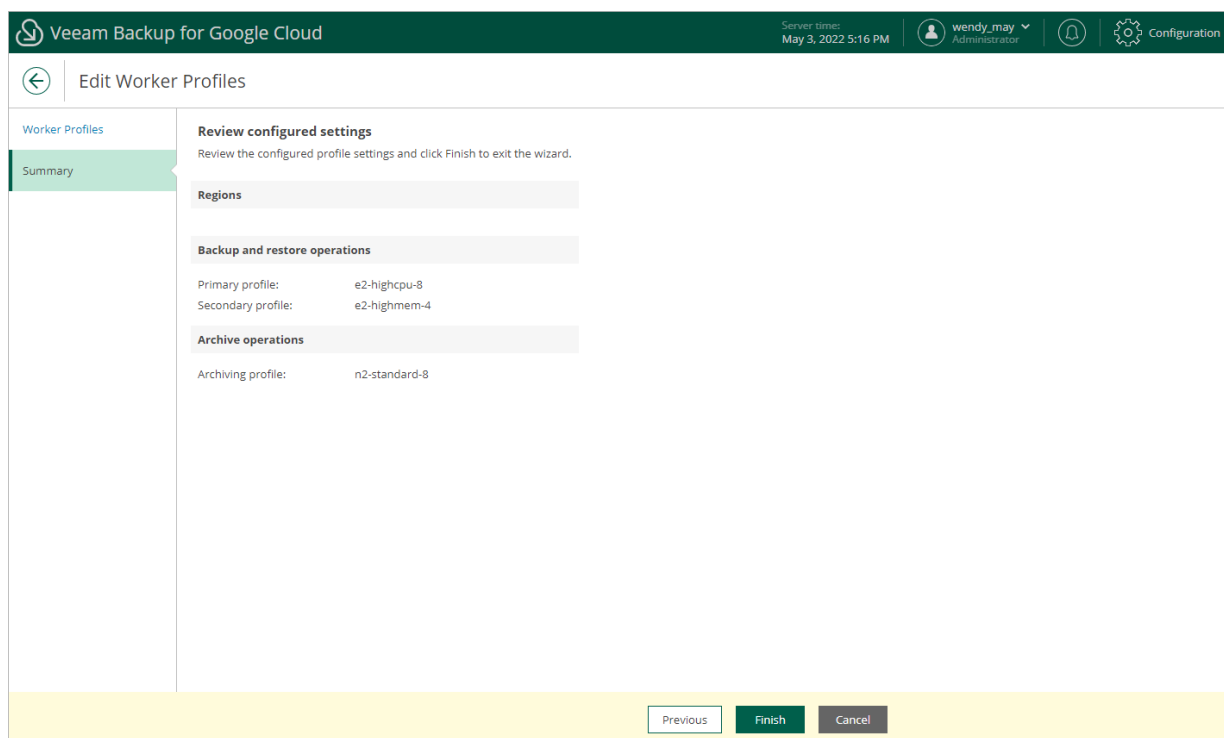 Veeam Backup for Google Cloud
Server time:
May 3, 2022 5:16 PM
wendy_may
Administrator
Configuration
Edit Worker Profiles
Worker Profiles
Summary
Review configured settings
Review the configured profile settings and click Finish to exit the wizard.
Regions
Backup and restore operations
Primary profile: e2-highcpu-8
Secondary profile: e2-highmem-4
Archive operations
Archiving profile: n2-standard-8
Previous Finish Cancel